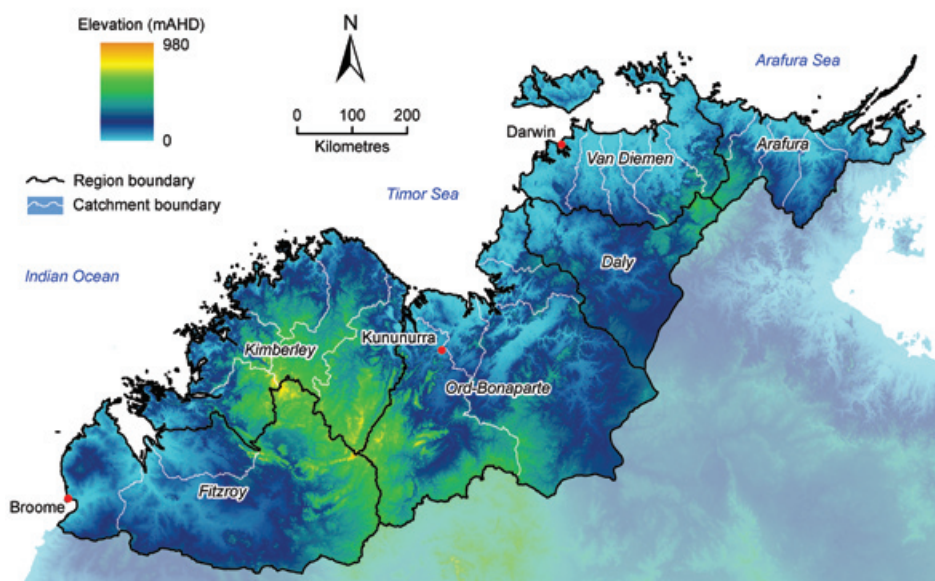 Elevation (mAHD)
980
0
N
0 100 200
Kilometres
Region boundary
Catchment boundary
Arafura Sea
Darwin
Van Diemen
Arafura
Timor Sea
Daly
Indian Ocean
Kimberley
Kununurra
Ord-Bonaparte
Fitzroy
Broome